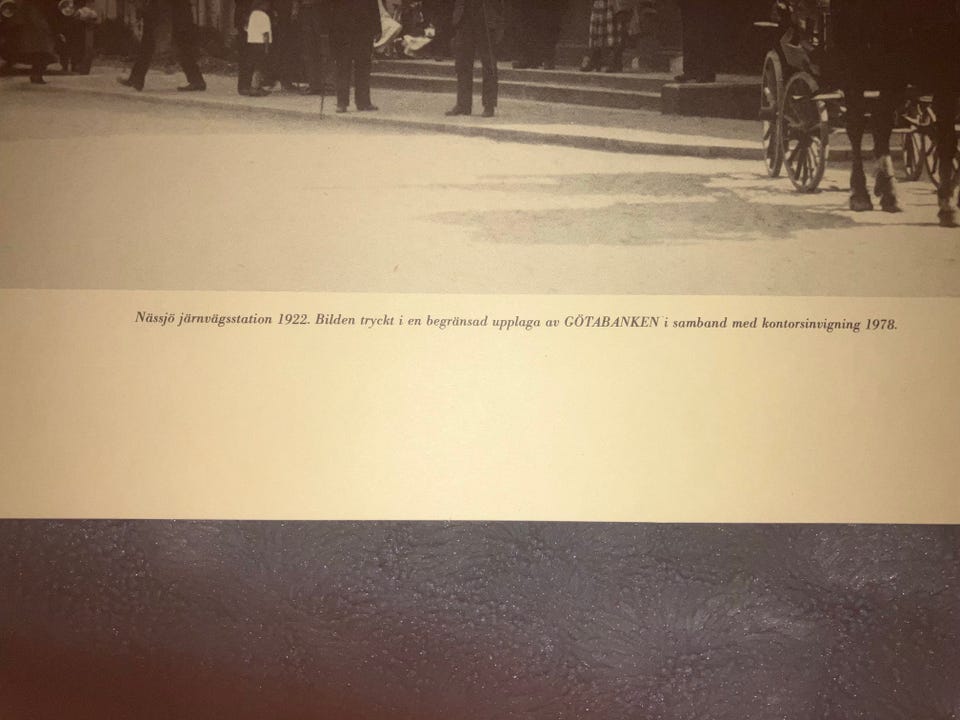 Nässjö järnvägsstation 1922. Bilden tryckt i en begränsad upplaga av GÖTABANKEN i samband med kontorsinvigning 1978.